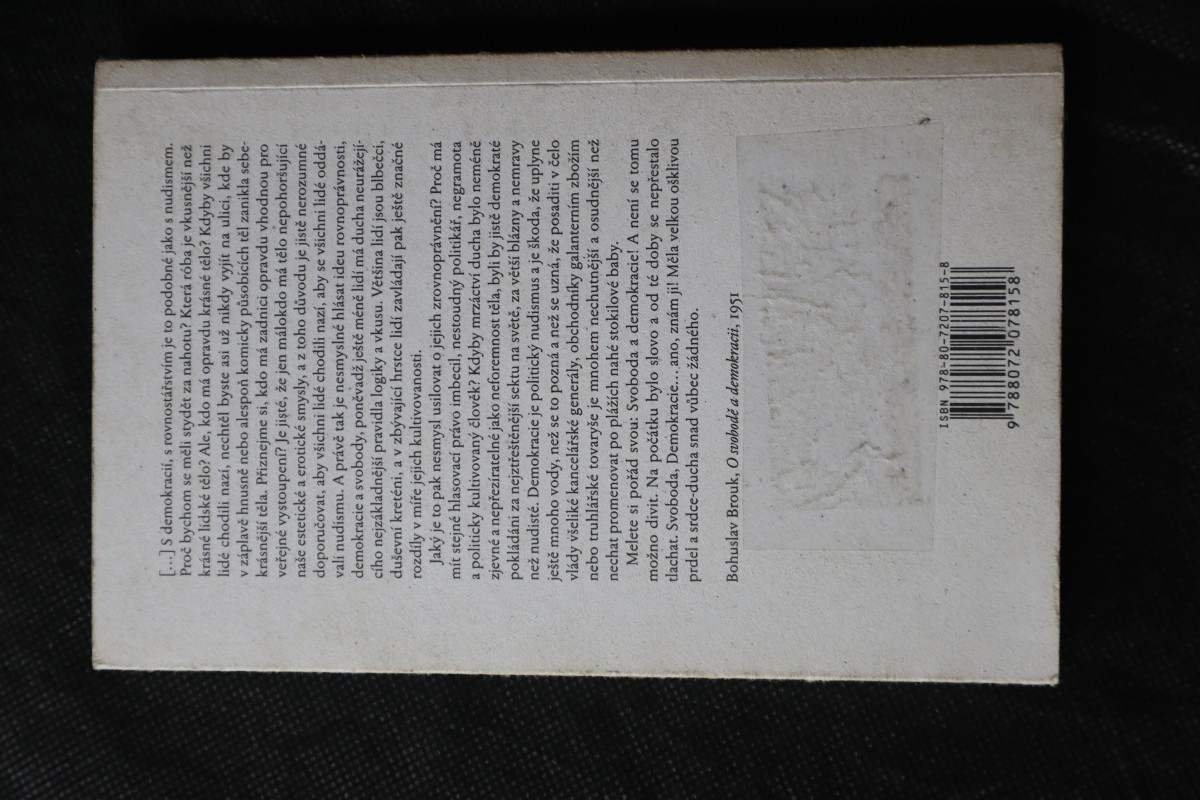 […] S demokracií, s rovnostářstvím je to podobné jako s nudismem.
Proč bychom se měli stydět za nahotu? Která róba je vkusnější než
krásné lidské tělo? Ale, kdo má opravdu krásné tělo? Kdyby všichni
lidé chodili nazí, nechtěl byste asi už nikdy vyjít na ulici, kde by
v záplavě hnusně nebo alespoň komicky působících těl zanikla sebe-
krásnější těla. Přiznejme si, kdo má zadnici opravdu vhodnou pro
veřejné vystoupení? Je jisté, že jen málokdo má tělo nepohoršující
naše estetické a erotické smysly, a z toho důvodu je jistě nerozumné
doporučovat, aby všichni lidé chodili nazí, aby se všichni lidé oddá-
vali nudismu. A právě tak je nesmyslné hlásat ideu rovnoprávnosti,
demokracie a svobody, poněvadž ještě méně lidí má ducha neurážejí-
cího nejzákladnější pravidla logiky a vkusu. Většina lidí jsou blbečci,
duševní kreténi, a v zbývající hrstce lidí zavládají pak ještě značné
rozdíly v míře jejich kultivovanosti.
Jaký je to pak nesmysl usilovat o jejich zrovnoprávnění? Proč má
mít stejné hlasovací právo imbecil, nestoudný politikář, negramota
a politicky kultivovaný člověk? Kdyby mrzáctví ducha bylo neméně
zjevné a nepřezíratelné jako neforemnost těla, byli by jistě demokraté
pokládáni za nejztřeštěnější sektu na světě, za větší blázny a nemravy
než nudisté. Demokracie je politický nudismus a je škoda, že uplyne
ještě mnoho vody, než se to pozná a než se uzná, že posaditi v čelo
vlády všeliké kancelářské generály, obchodníky galanterním zbožím
nebo truhlářské tovaryše je mnohem nechutnější a osudnější než
nechat promenovat po plážích nahé stokilové baby.
Melete si pořád svou: Svoboda a demokracie! A není se tomu
možno divit. Na počátku bylo slovo a od té doby se nepřestalo
tlachat. Svoboda, Demokracie… ano, znám ji! Měla velkou ošklivou
prdel a srdce-ducha snad vůbec žádného.
Bohuslav Brouk, O svobodě a demokracii, 1951
ISBN 978-80-7207-815-8
9 788072 078158